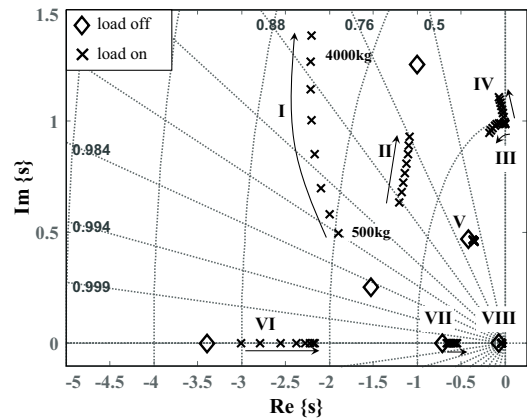 load off
load on
0.88
0.76
0.5
4000kg
IV
I
II
III
0.984
500kg
V
0.994
0.999
VI
VII
VIII
1.5
1
0.5
0
Im {s}
-5
-4.5
-4
-3.5
-3
-2.5
-2
-1.5
-1
-0.5
0
Re {s}